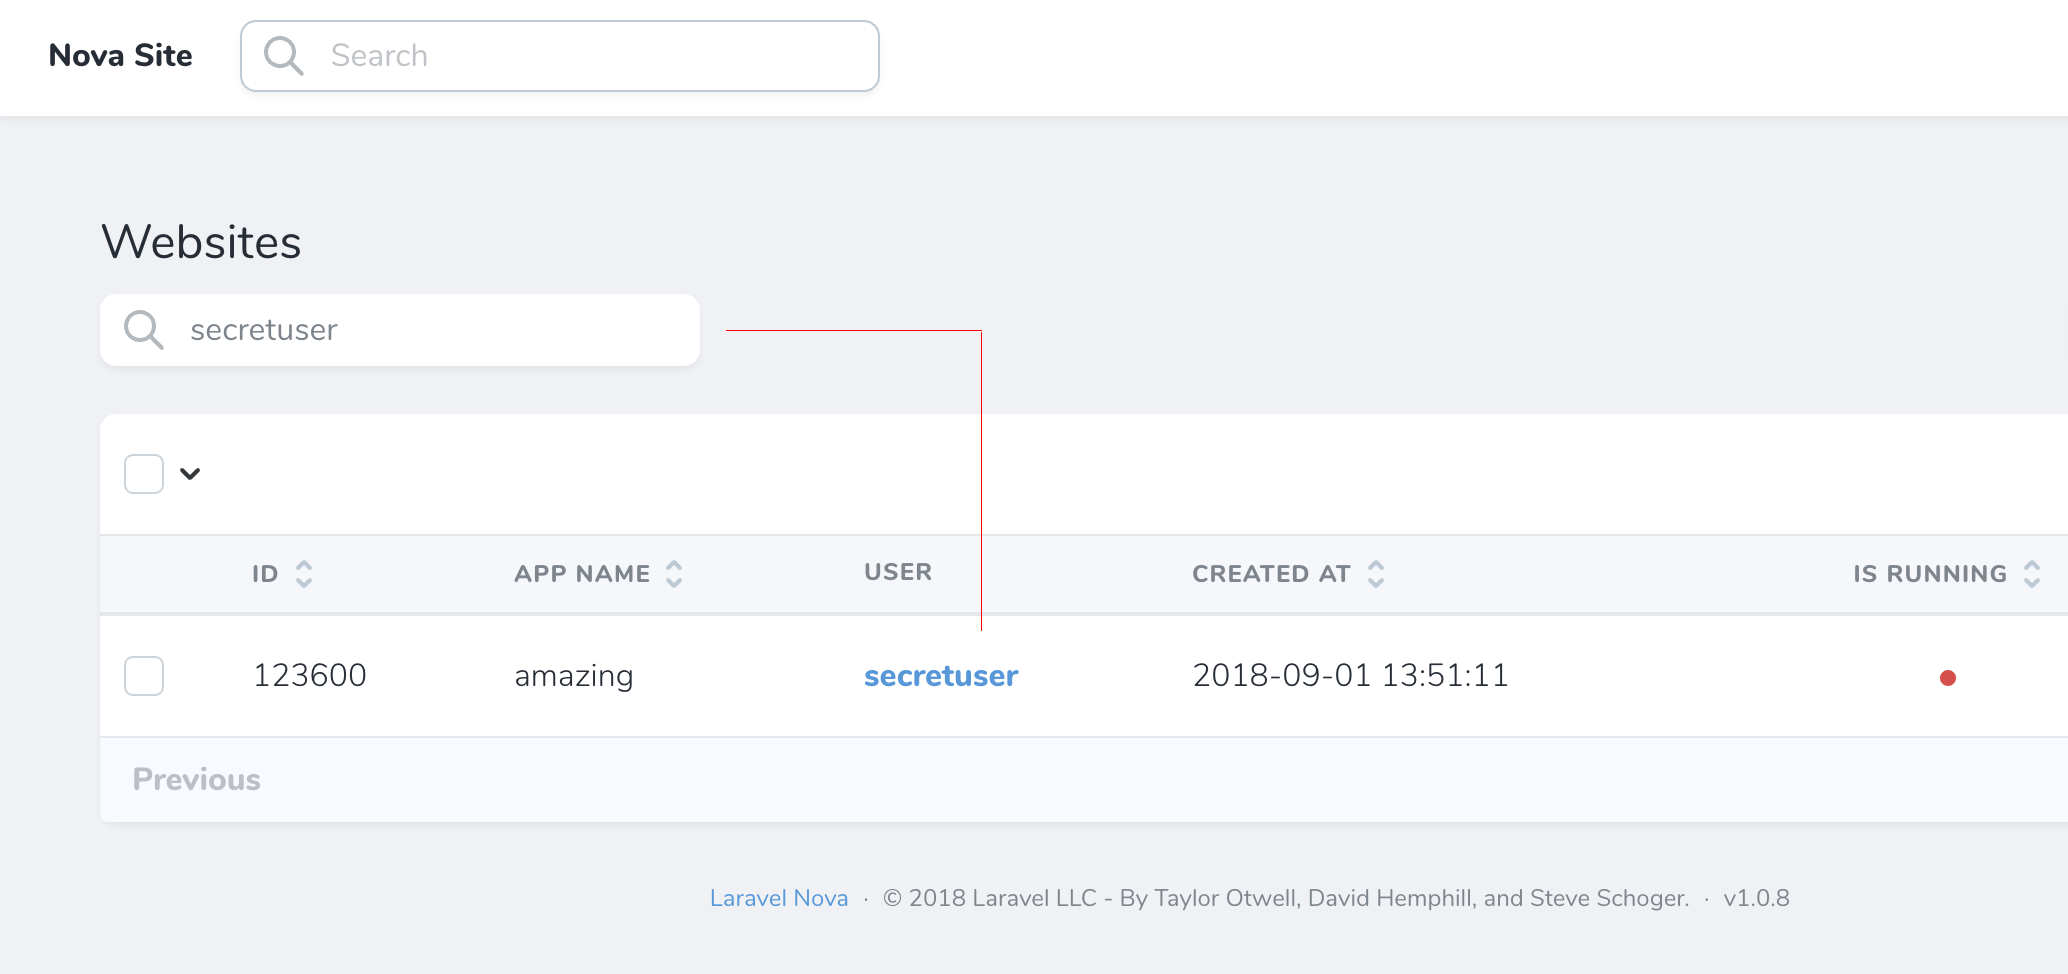 Nova Site
Search
Websites
secretuser
ID APP NAME USER CREATED AT IS RUNNING
123600 amazing secretuser 2018-09-01 13:51:11
Previous
Laravel Nova · © 2018 Laravel LLC - By Taylor Otwell, David Hemphill, and Steve Schoger. · v1.0.8